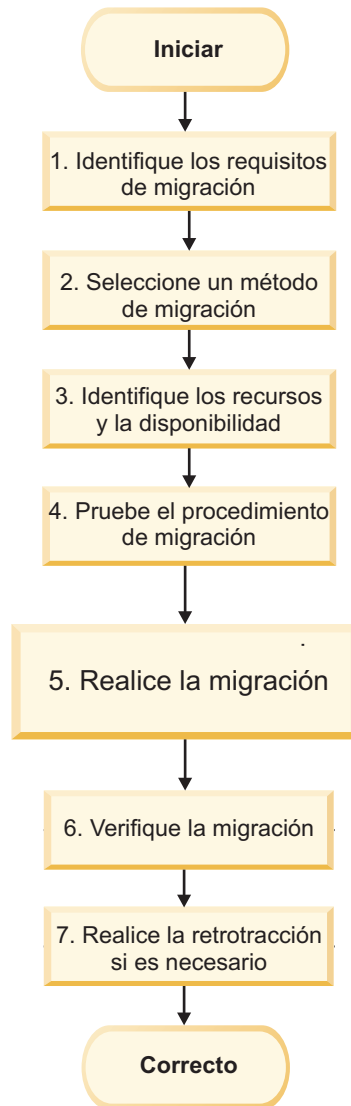 Iniciar
1. Identifique los requisitos
de migración
2. Seleccione un método
de migración
3. Identifique los recursos
y la disponibilidad
4. Pruebe el procedimiento
de migración
5. Realice la migración
6. Verifique la migración
7. Realice la retrotracción
si es necesario
Correcto